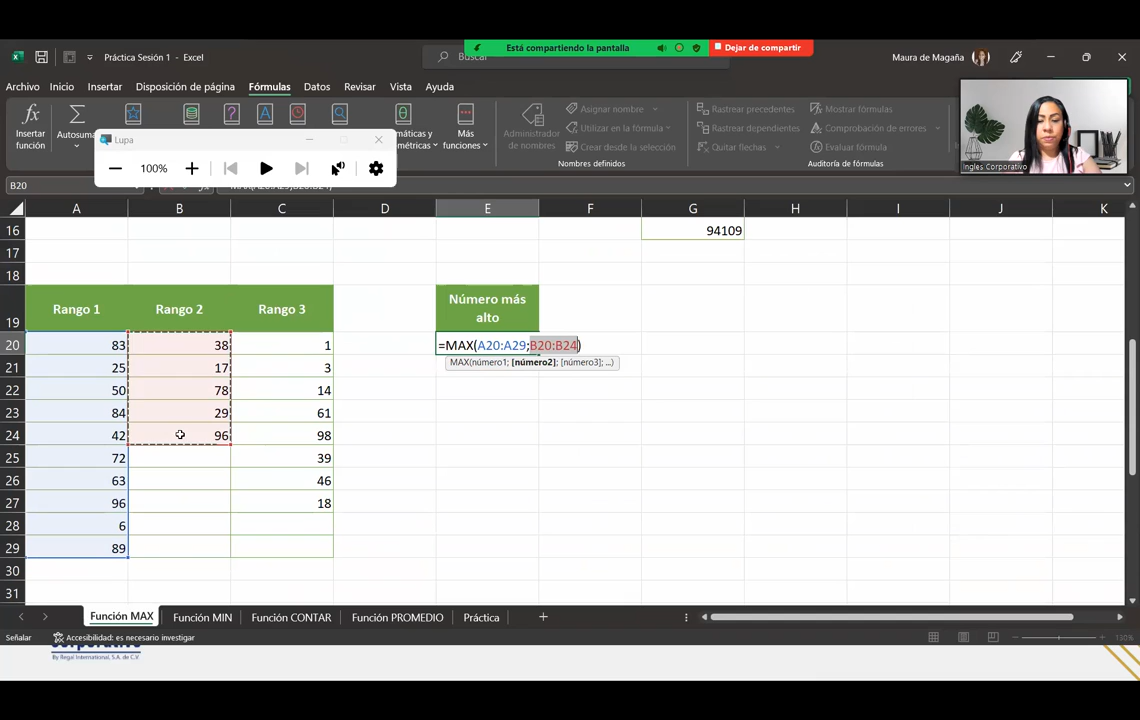 Está compartiendo la pantalla
Dejar de compartir
Práctica Sesión 1 - Excel
Buscar
Maura de Magaña
Archivo
Inicio
Insertar
Disposición de página
Fórmulas
Datos
Revisar
Vista
Ayuda
Insertar
función
Autosuma
Más
funciones
Administrador
de nombres
Asignar nombre
Utilizar en la fórmula
Crear desde la selección
Nombres definidos
Rastrear precedentes
Rastrear dependientes
Quitar flechas
Mostrar fórmulas
Comprobación de errores
Evaluar fórmula
Auditoría de fórmulas
Ingles Corporativo
Lupa
100%
B20
A B C D E F G H I J K
16 94109
17
18
19 Rango 1 Rango 2 Rango 3 Número más
alto
20 83 38 1 =MAX(A20:A29;B20:B24)
MAX(número1; [número2]; [número3]; ...)
21 25 17 3
22 50 78 14
23 84 29 61
24 42 96 98
25 72 39
26 63 46
27 96 18
28 6
29 89
30
31
Función MAX
Función MIN
Función CONTAR
Función PROMEDIO
Práctica
Señalar
Accesibilidad: es necesario investigar
130%
By Regal International, S.A. de C.V.